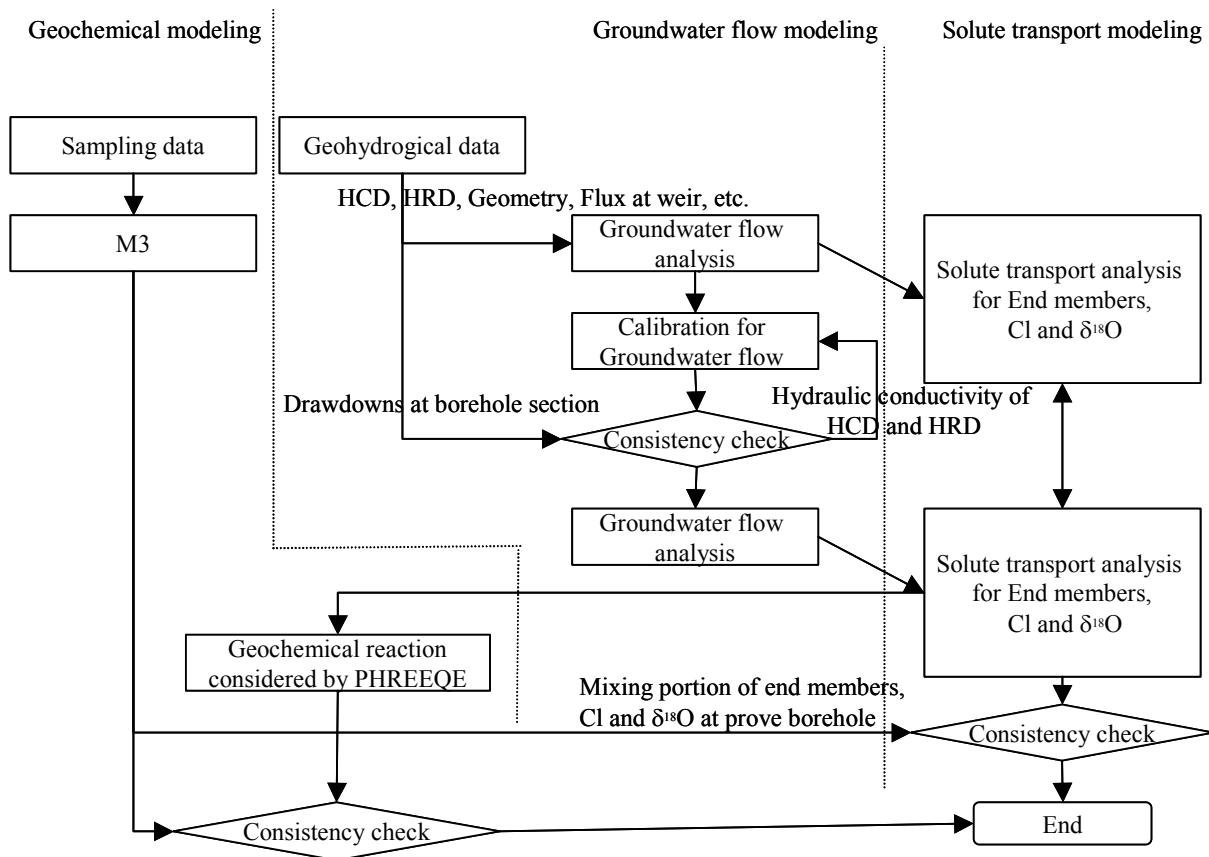 Geochemical modeling
Groundwater flow modeling
Solute transport modeling
Sampling data
Geohydrogical data
HCD, HRD, Geometry, Flux at weir, etc.
M3
Groundwater flow
analysis
Solute transport analysis
for End members,
Cl and δ¹⁸O
Calibration for
Groundwater flow
Drawdowns at borehole section
Hydraulic conductivity of
HCD and HRD
Consistency check
Groundwater flow
analysis
Solute transport analysis
for End members,
Cl and δ¹⁸O
Geochemical reaction
considered by PHREEQE
Mixing portion of end members,
Cl and δ¹⁸O at prove borehole
Consistency check
Consistency check
End